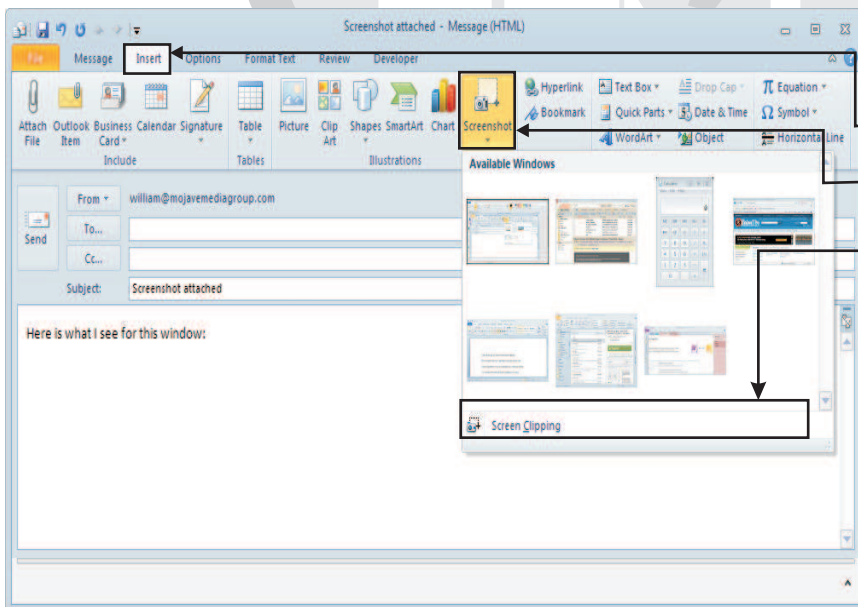 Screenshot attached - Message (HTML)
Message Insert Options Format Text Review Developer
Attach File
Outlook Item
Business Card
Calendar
Signature
Table
Picture
Clip Art
Shapes
SmartArt
Chart
Screenshot
Hyperlink
Bookmark
Text Box
Quick Parts
WordArt
Drop Cap
Date & Time
Object
Equation
Symbol
Horizontal Line
Include
Tables
Illustrations
Available Windows
From
william@mojavemediagroup.com
Send
To...
Cc...
Subject:
Screenshot attached
Here is what I see for this window:
Screen Clipping